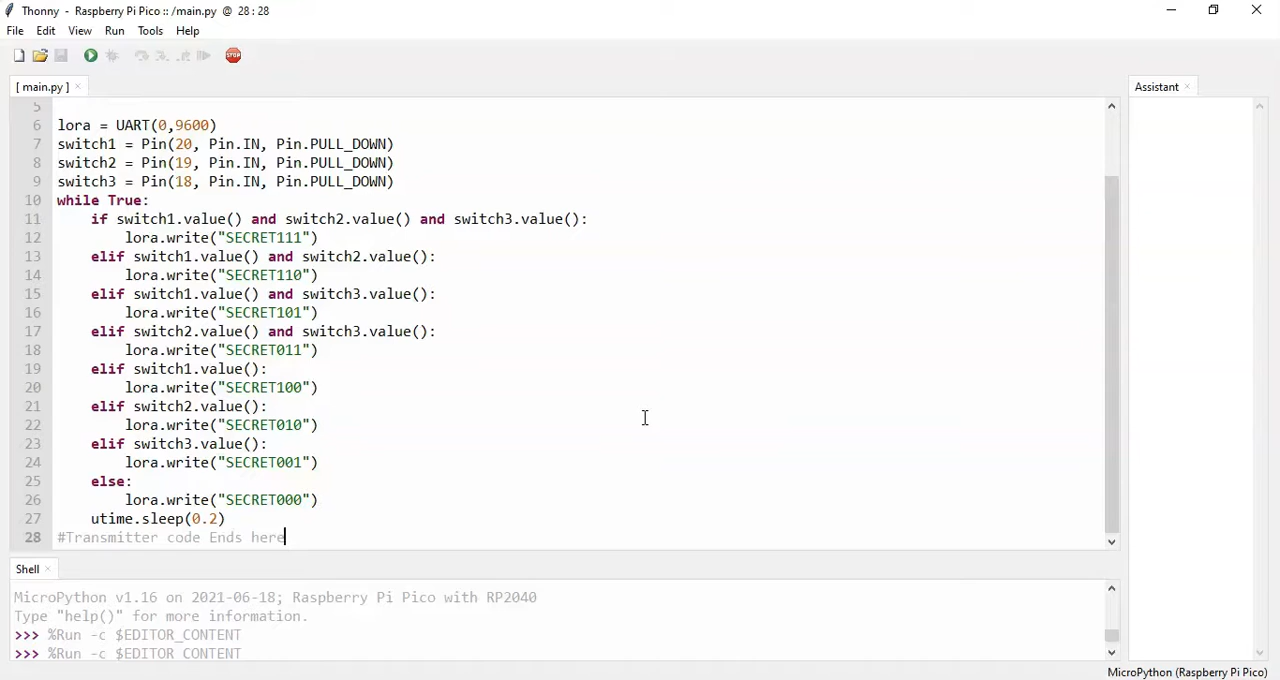 Thonny - Raspberry Pi Pico :: /main.py @ 28:28
File Edit View Run Tools Help
STOP
[ main.py ] ×
Assistant ×
5
6 lora = UART(0,9600)
7 switch1 = Pin(20, Pin.IN, Pin.PULL_DOWN)
8 switch2 = Pin(19, Pin.IN, Pin.PULL_DOWN)
9 switch3 = Pin(18, Pin.IN, Pin.PULL_DOWN)
10 while True:
11     if switch1.value() and switch2.value() and switch3.value():
12         lora.write("SECRET111")
13     elif switch1.value() and switch2.value():
14         lora.write("SECRET110")
15     elif switch1.value() and switch3.value():
16         lora.write("SECRET101")
17     elif switch2.value() and switch3.value():
18         lora.write("SECRET011")
19     elif switch1.value():
20         lora.write("SECRET100")
21     elif switch2.value():
22         lora.write("SECRET010")
23     elif switch3.value():
24         lora.write("SECRET001")
25     else:
26         lora.write("SECRET000")
27     utime.sleep(0.2)
28 #Transmitter code Ends here
Shell ×
MicroPython v1.16 on 2021-06-18; Raspberry Pi Pico with RP2040
Type "help()" for more information.
>>> %Run -c $EDITOR_CONTENT
>>> %Run -c $EDITOR_CONTENT
MicroPython (Raspberry Pi Pico)